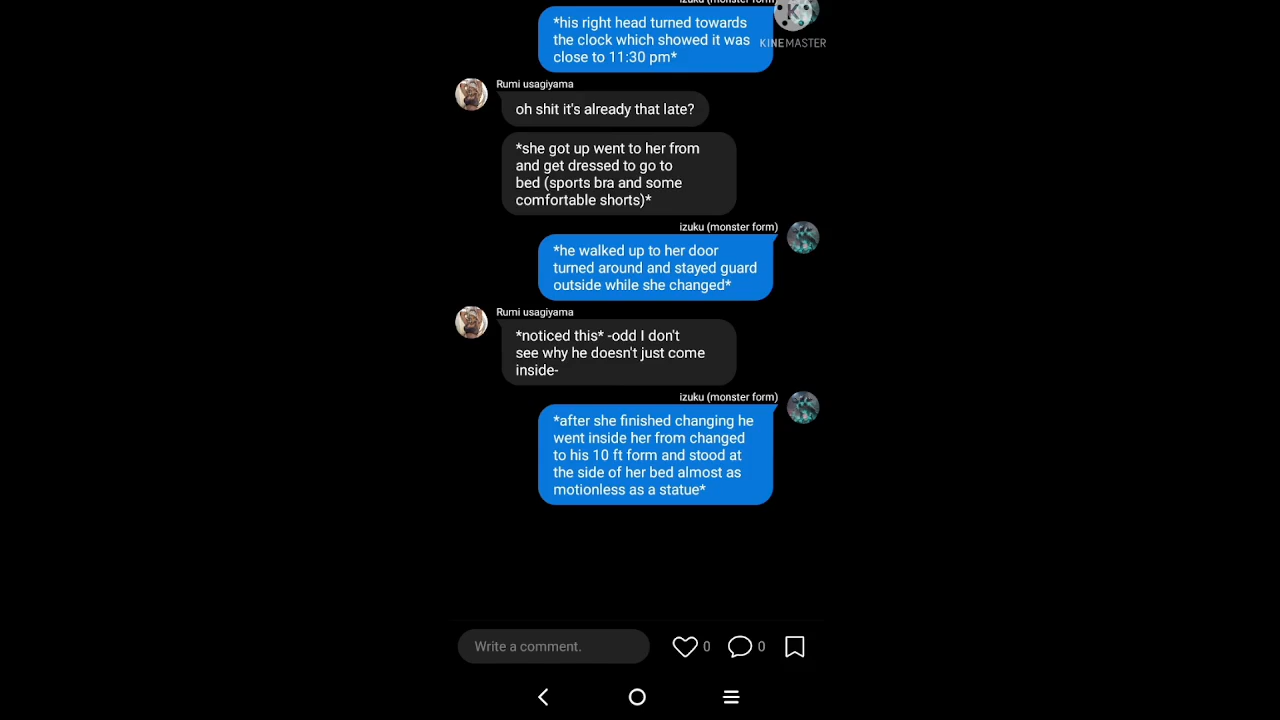 izuku (monster form)
*his right head turned towards
the clock which showed it was
close to 11:30 pm*
K
KINEMASTER
Rumi usagiyama
oh shit it's already that late?
*she got up went to her from
and get dressed to go to
bed (sports bra and some
comfortable shorts)*
izuku (monster form)
*he walked up to her door
turned around and stayed guard
outside while she changed*
Rumi usagiyama
*noticed this* -odd I don't
see why he doesn't just come
inside-
izuku (monster form)
*after she finished changing he
went inside her from changed
to his 10 ft form and stood at
the side of her bed almost as
motionless as a statue*
Write a comment.
0
0